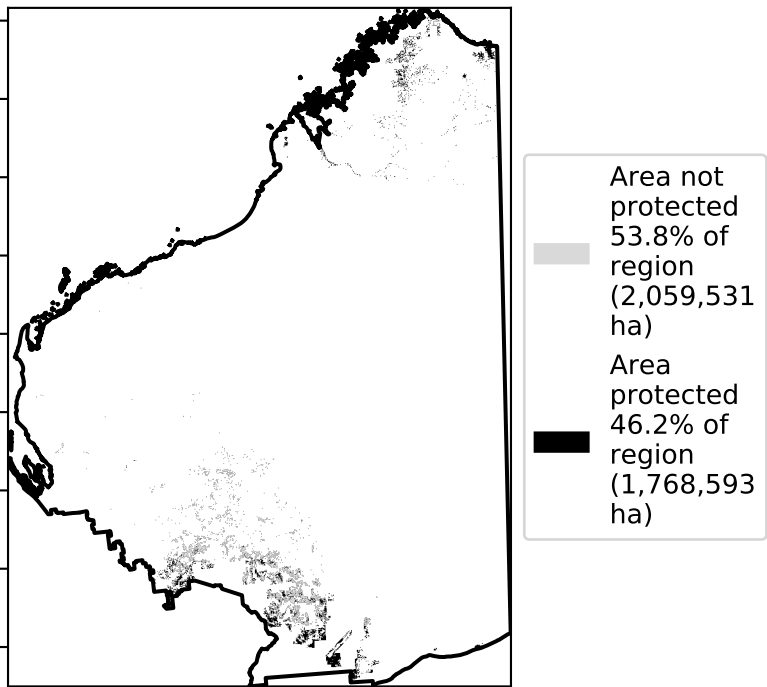 Area not
protected
53.8% of
region
(2,059,531
ha)
Area
protected
46.2% of
region
(1,768,593
ha)